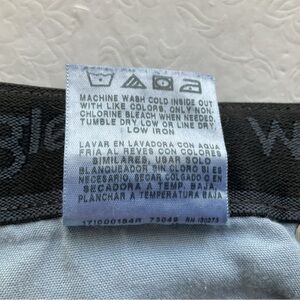 MACHINE WASH COLD INSIDE OUT
WITH LIKE COLORS, ONLY NON-
CHLORINE BLEACH WHEN NEEDED,
TUMBLE DRY LOW OR LINE DRY,
LOW IRON
LAVAR EN LAVADORA CON AGUA
FRIA AL REVES CON COLORES
SIMILARES, USAR SOLO
BLANQUEADOR SIN CLORO SI ES
NECESARIO, SECAR COLGADO O EN
SECADORA A TEMP. BAJA,
PLANCHAR A TEMPERATURA BAJA